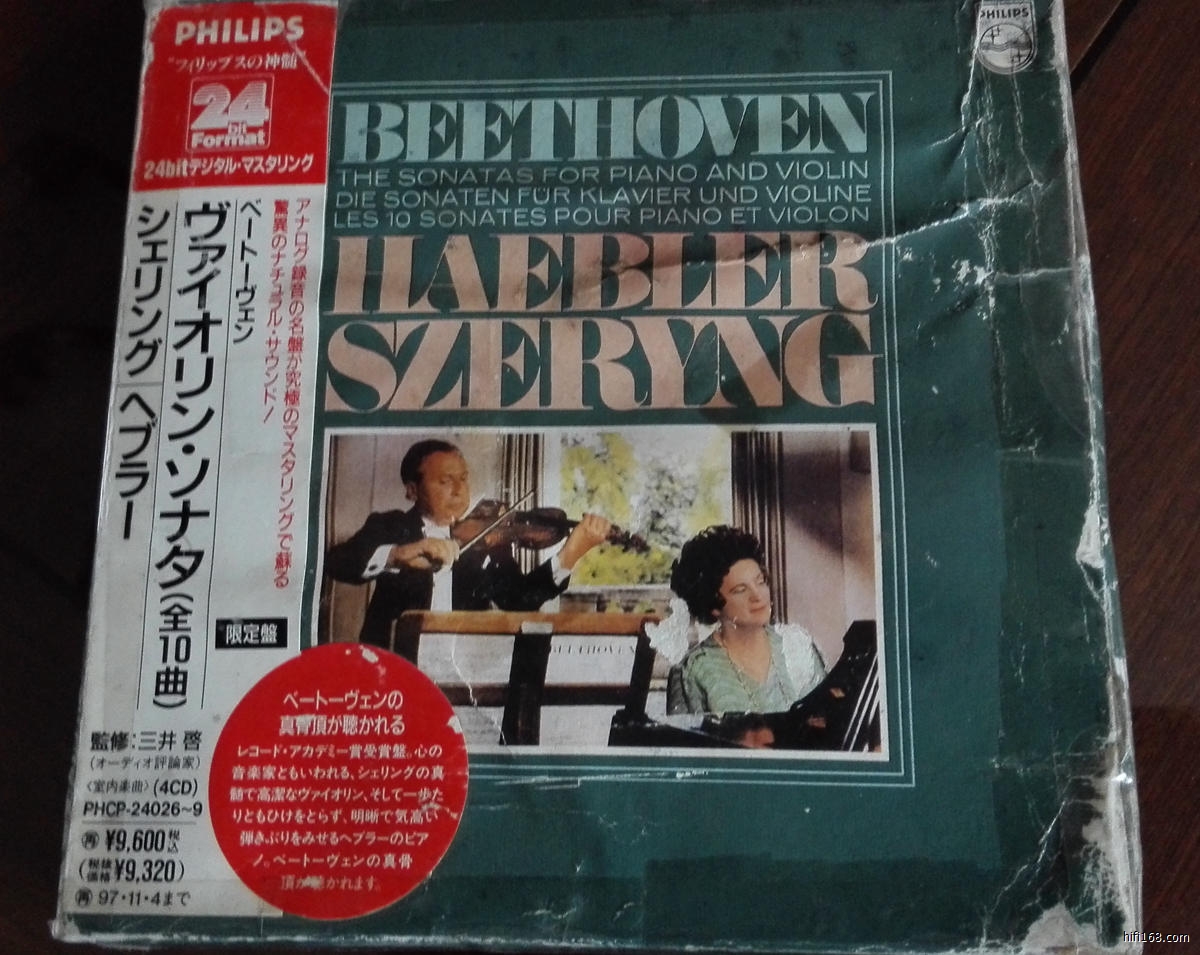 PHILIPS
"フィリップスの神髄"
24
bit
Format
24bitデジタル・マスタリング
アナログ録音の名盤が究極のマスタリングで蘇る
驚異のナチュラル・サウンド!
ベートーヴェン
ヴァイオリン・ソナタ(全10曲)
シェリング
ヘブラー
限定盤
監修:三井 啓
(オーディオ評論家)
〈室内楽曲〉(4CD)
PHCP-24026~9
再 ¥9,600 税込
(税抜価格 ¥9,320)
再 97・11・4まで
ベートーヴェンの
真骨頂が聴かれる
レコード・アカデミー賞受賞盤。心の
音楽家ともいわれる、シェリングの真
髄で高潔なヴァイオリン、そして一歩た
りともひけをとらず、明晰で気高い
弾きぶりをみせるヘブラーのピア
ノ。ベートーヴェンの真骨
頂が聴かれます。
PHILIPS
BEETHOVEN
THE SONATAS FOR PIANO AND VIOLIN
DIE SONATEN FÜR KLAVIER UND VIOLINE
LES 10 SONATES POUR PIANO ET VIOLON
HAEBLER
SZERYNG
BEETHOVEN
hifi168.com